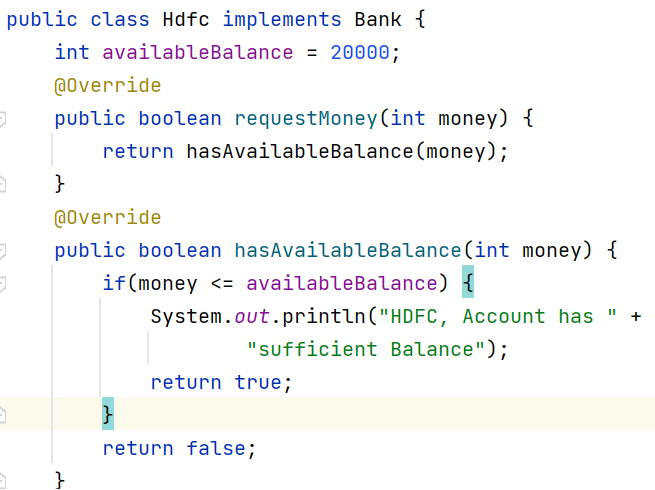 public class Hdfc implements Bank {
    int availableBalance = 20000;
    @Override
    public boolean requestMoney(int money) {
        return hasAvailableBalance(money);
    }
    @Override
    public boolean hasAvailableBalance(int money) {
        if(money <= availableBalance) {
            System.out.println("HDFC, Account has " +
                    "sufficient Balance");
            return true;
        }
        return false;
    }